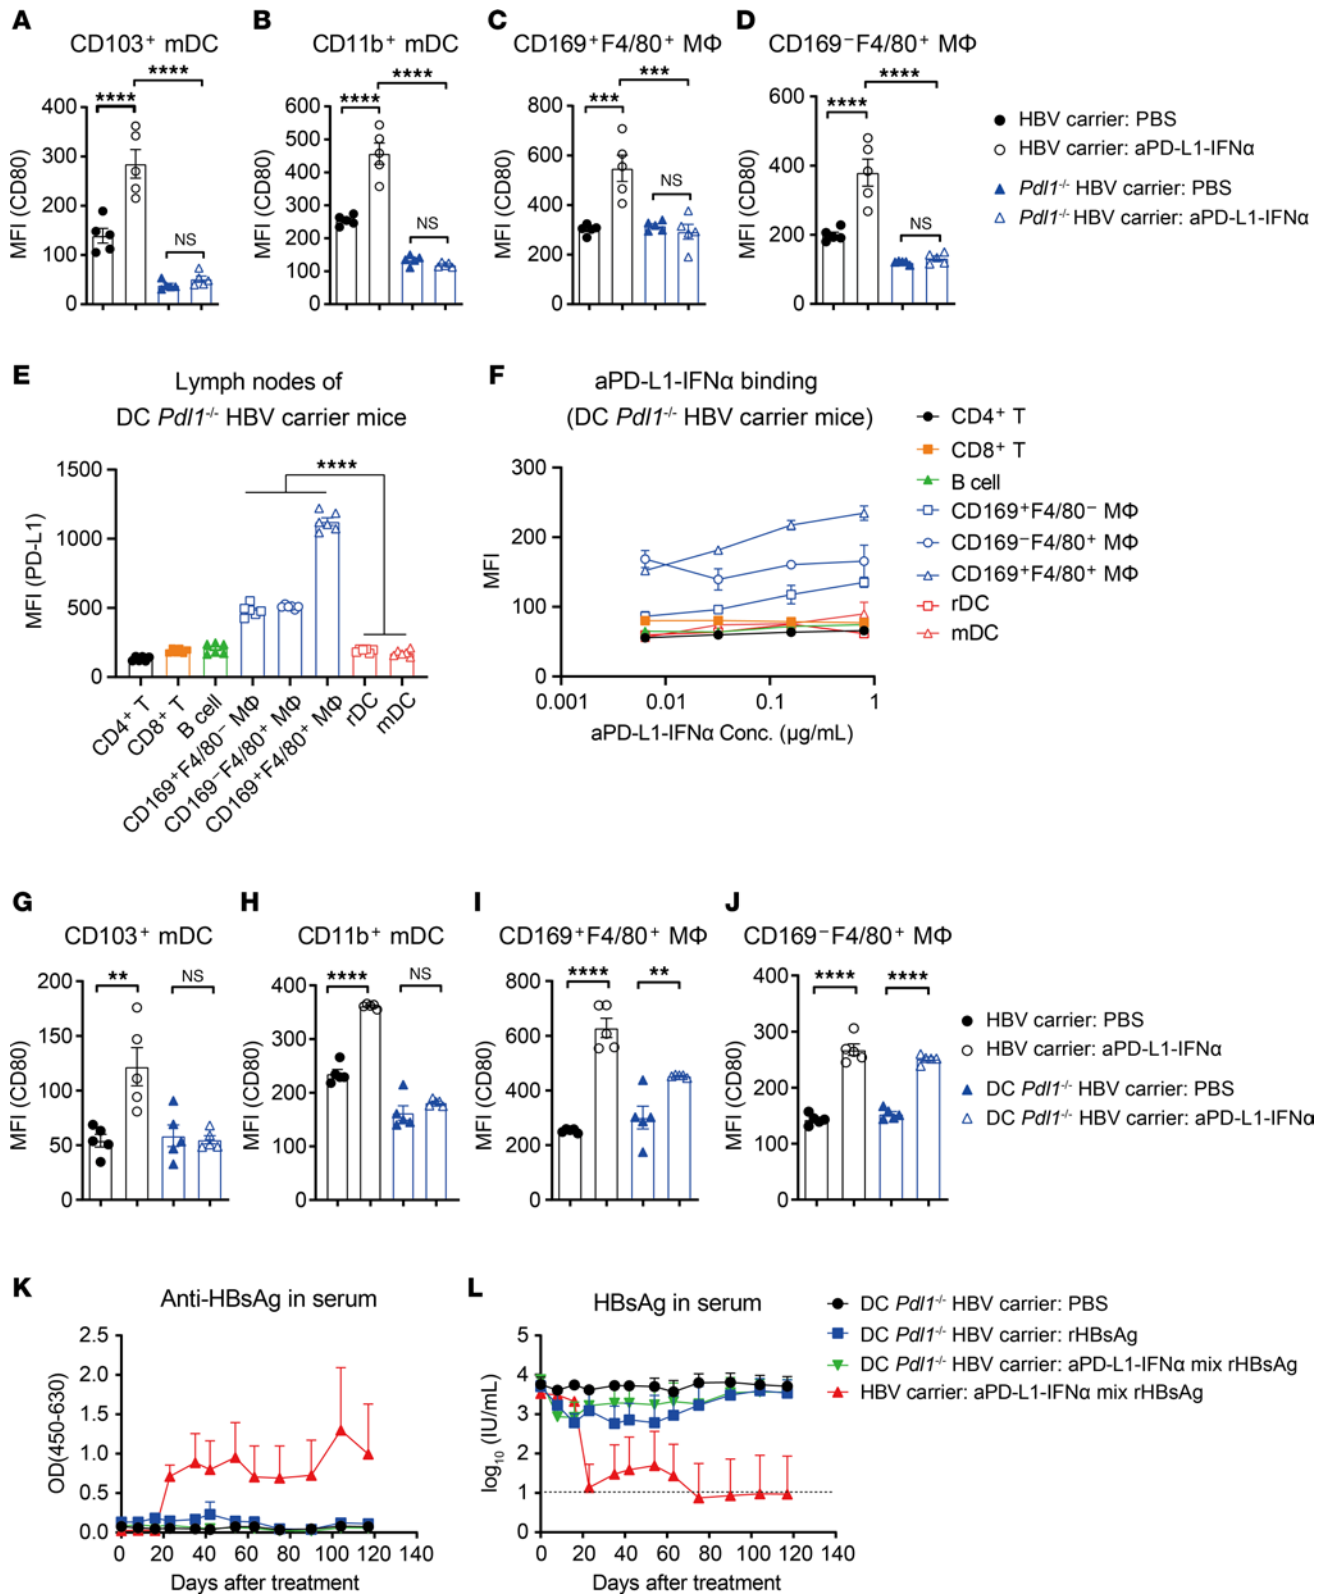 A
CD103+ mDC
MFI (CD80)
400
300
200
100
0
****
****
NS
B
CD11b+ mDC
MFI (CD80)
600
500
400
300
200
100
0
****
****
NS
C
CD169+F4/80+ MΦ
MFI (CD80)
800
600
400
200
0
***
***
NS
D
CD169−F4/80+ MΦ
MFI (CD80)
600
400
200
0
****
****
NS
HBV carrier: PBS
HBV carrier: aPD-L1-IFNα
Pdl1-/- HBV carrier: PBS
Pdl1-/- HBV carrier: aPD-L1-IFNα
E
Lymph nodes of
DC Pdl1-/- HBV carrier mice
MFI (PD-L1)
1500
1000
500
0
****
CD4+ T
CD8+ T
B cell
CD169+F4/80− MΦ
CD169−F4/80+ MΦ
CD169+F4/80+ MΦ
rDC
mDC
F
aPD-L1-IFNα binding
(DC Pdl1-/- HBV carrier mice)
MFI
300
200
100
0
0.001
0.01
0.1
1
aPD-L1-IFNα Conc. (μg/mL)
CD4+ T
CD8+ T
B cell
CD169+F4/80− MΦ
CD169−F4/80+ MΦ
CD169+F4/80+ MΦ
rDC
mDC
G
CD103+ mDC
MFI (CD80)
200
150
100
50
0
**
NS
H
CD11b+ mDC
MFI (CD80)
400
300
200
100
0
****
NS
I
CD169+F4/80+ MΦ
MFI (CD80)
800
600
400
200
0
****
**
J
CD169−F4/80+ MΦ
MFI (CD80)
400
300
200
100
0
****
****
HBV carrier: PBS
HBV carrier: aPD-L1-IFNα
DC Pdl1-/- HBV carrier: PBS
DC Pdl1-/- HBV carrier: aPD-L1-IFNα
K
Anti-HBsAg in serum
OD(450-630)
2.5
2.0
1.5
1.0
0.5
0.0
0 20 40 60 80 100 120 140
Days after treatment
L
HBsAg in serum
log10 (IU/mL)
5
4
3
2
1
0
0 20 40 60 80 100 120 140
Days after treatment
DC Pdl1-/- HBV carrier: PBS
DC Pdl1-/- HBV carrier: rHBsAg
DC Pdl1-/- HBV carrier: aPD-L1-IFNα mix rHBsAg
HBV carrier: aPD-L1-IFNα mix rHBsAg